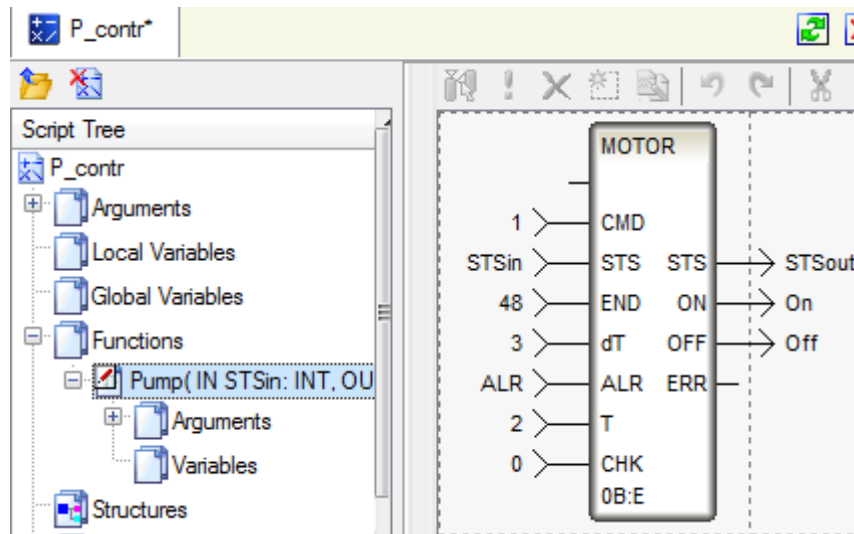 P_contr*
Script Tree
P_contr
Arguments
Local Variables
Global Variables
Functions
Pump( IN STSin: INT, OU
Arguments
Variables
Structures
MOTOR
1 CMD
STSin STS STS STSout
48 END ON On
3 dT OFF Off
ALR ALR ERR
2 T
0 CHK
0B:E